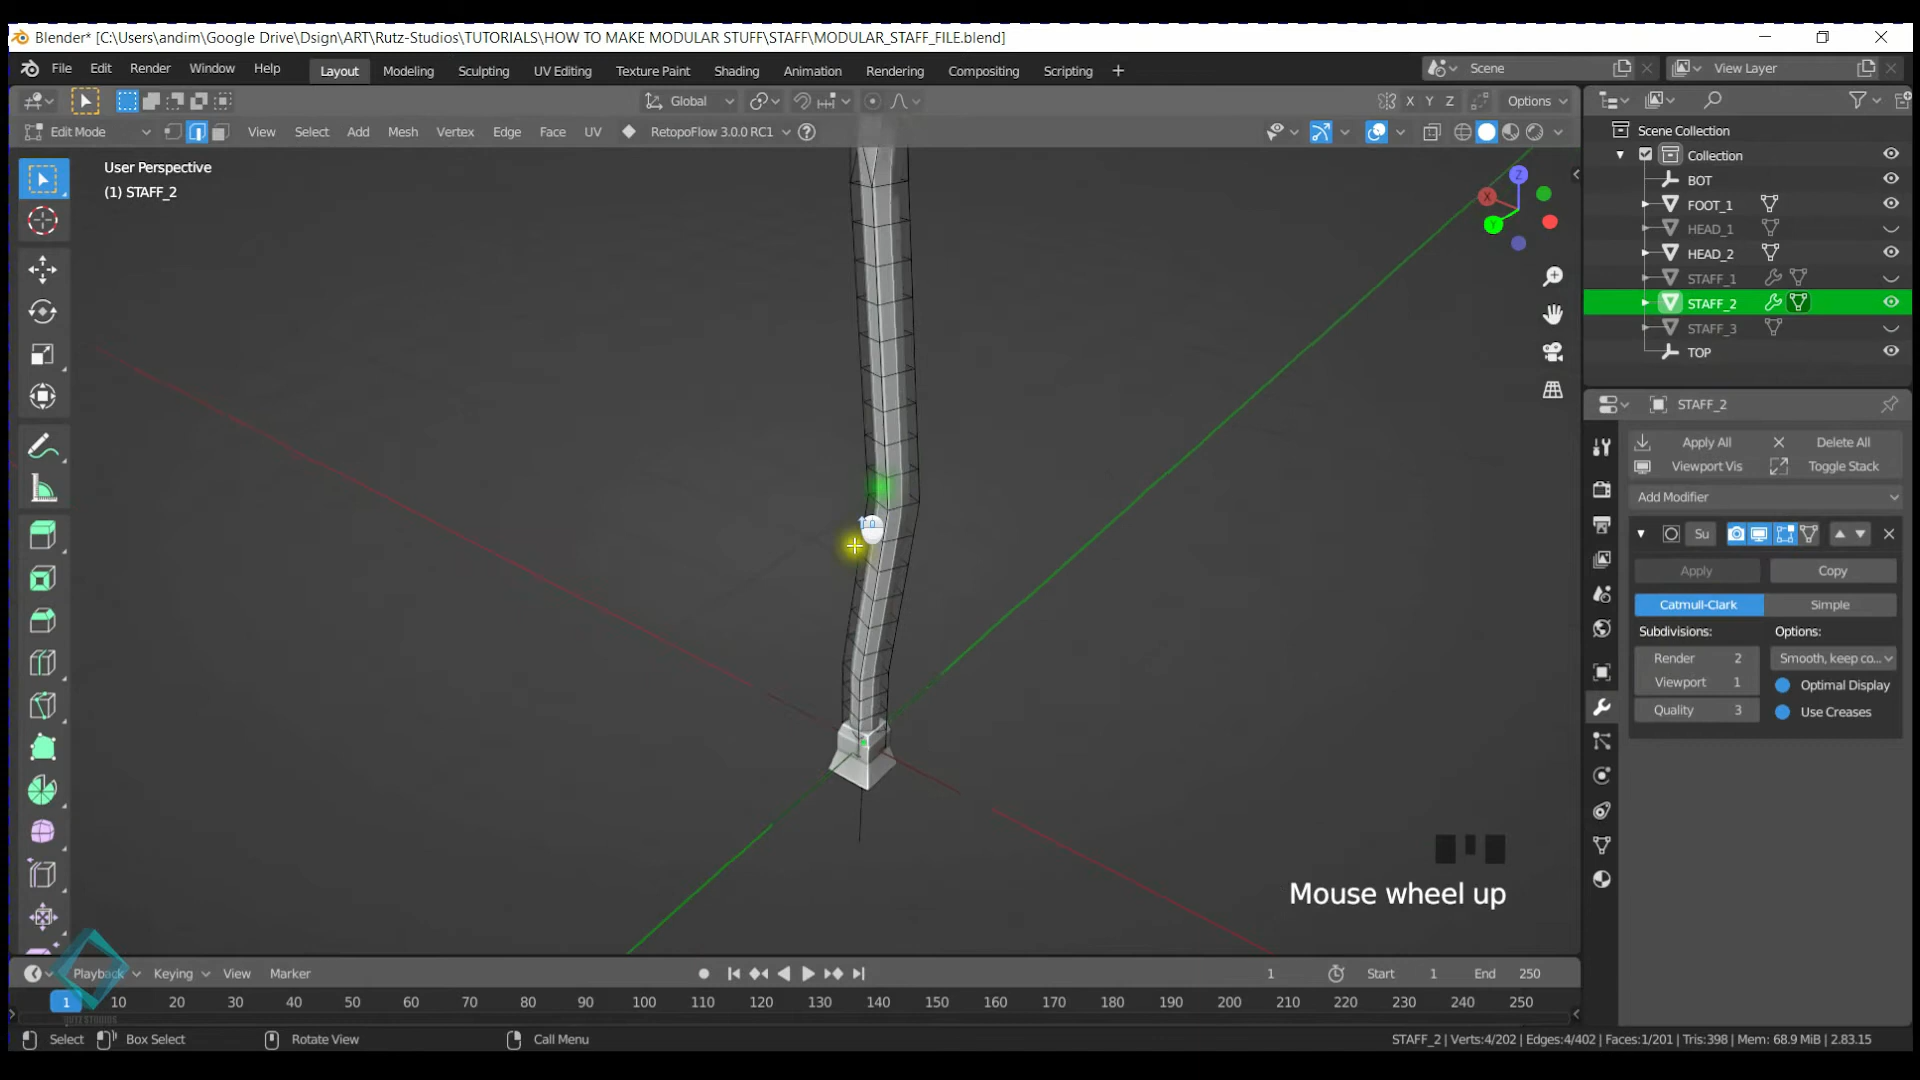 Blender* [C:\Users\andim\Google Drive\Dsign\ART\Rutz-Studios\TUTORIALS\HOW TO MAKE MODULAR STUFF\STAFF\MODULAR_STAFF_FILE.blend]
File Edit Render Window Help Layout Modeling Sculpting UV Editing Texture Paint Shading Animation Rendering Compositing Scripting + Scene View Layer
Global X Y Z Options
Edit Mode View Select Add Mesh Vertex Edge Face UV RetopoFlow 3.0.0 RC1
User Perspective
(1) STAFF_2
Z
X
Y
Mouse wheel up
Scene Collection
Collection
BOT
FOOT_1
HEAD_1
HEAD_2
STAFF_1
STAFF_2
STAFF_3
TOP
STAFF_2
Apply All Delete All
Viewport Vis Toggle Stack
Add Modifier
Su
Apply Copy
Catmull-Clark Simple
Subdivisions: Options:
Render 2 Smooth, keep co...
Viewport 1 Optimal Display
Quality 3 Use Creases
Playback Keying View Marker 1 Start 1 End 250
1 10 20 30 40 50 60 70 80 90 100 110 120 130 140 150 160 170 180 190 200 210 220 230 240 250
RUTZ STUDIOS
Select Box Select Rotate View Call Menu STAFF_2 | Verts:4/202 | Edges:4/402 | Faces:1/201 | Tris:398 | Mem: 68.9 MiB | 2.83.15